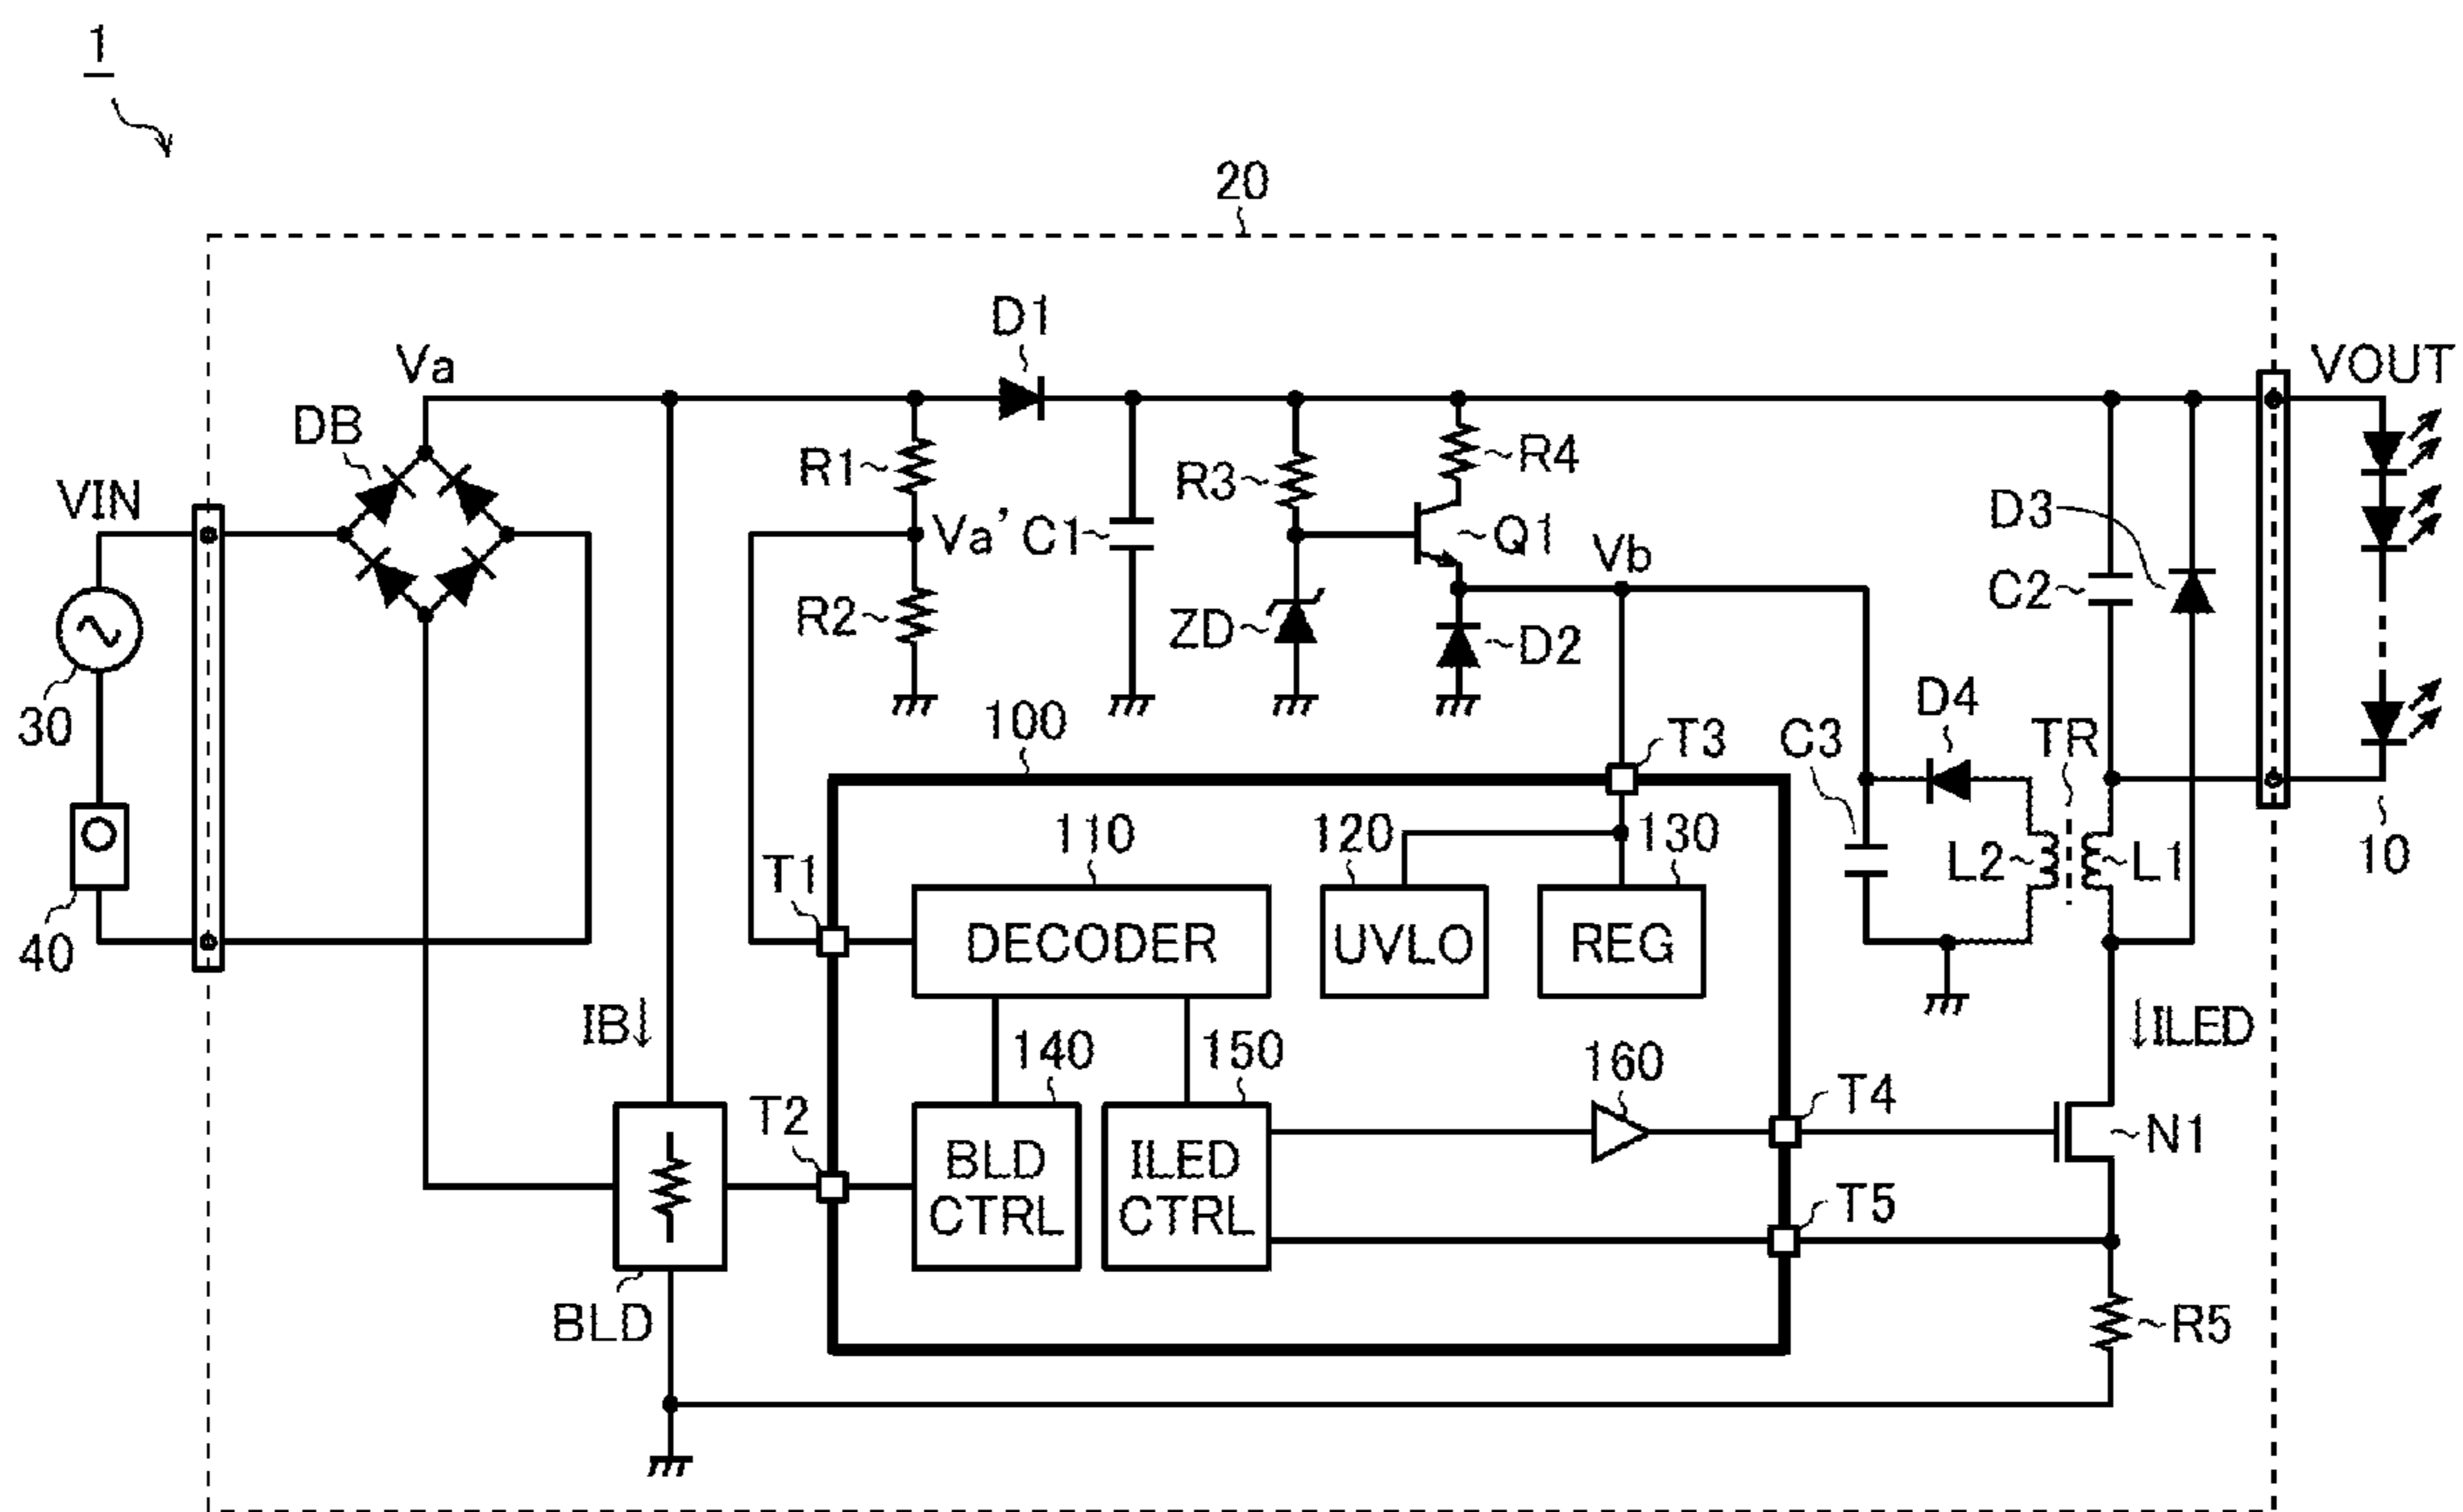 1
20
D1
Va
VOUT
DB
R1
R3
R4
VIN
Va'
C1
Q1
D3
Vb
C2
R2
ZD
D2
30
100
T3
C3
D4
TR
110
120
130
T1
L2
L1
10
40
DECODER
UVLO
REG
IB
140
150
160
ILED
T2
T4
BLD
CTRL
ILED
CTRL
N1
T5
BLD
R5